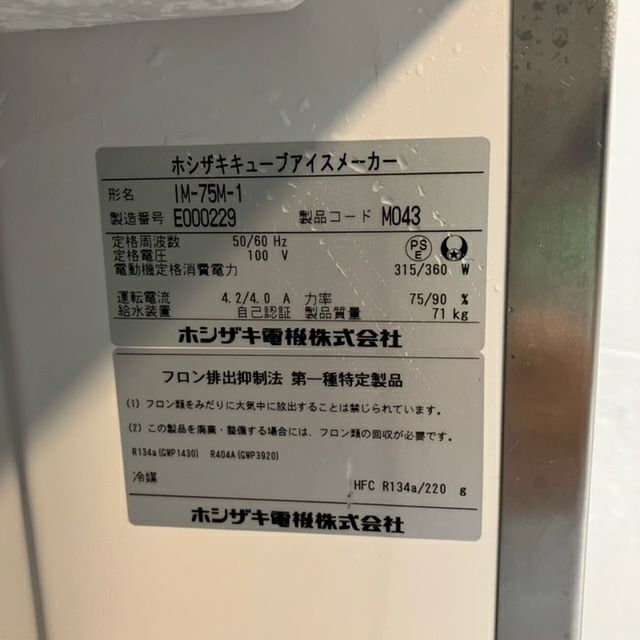 ホシザキキューブアイスメーカー
形名 IM-75M-1
製造番号 E000229 製品コード M043
定格周波数 50/60 Hz
定格電圧 100 V
PS
E
電動機定格消費電力 315/360 W
運転電流 4.2/4.0 A 力率 75/90 %
給水装置 自己認証 製品質量 71 kg
ホシザキ電機株式会社
フロン排出抑制法 第一種特定製品
(1) フロン類をみだりに大気中に放出することは禁じられています。
(2) この製品を廃棄・整備する場合には、フロン類の回収が必要です。
R134a(GWP1430) R404A(GWP3920)
冷媒 HFC R134a/220 g
ホシザキ電機株式会社